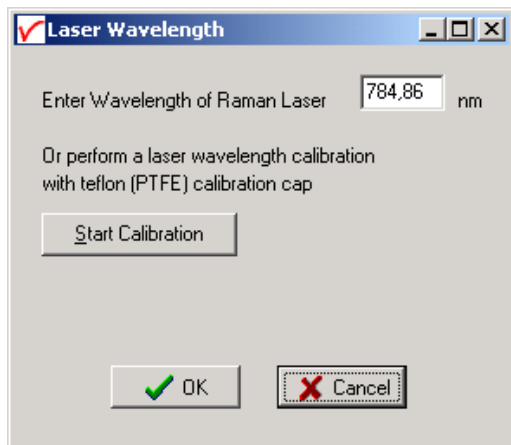 Laser Wavelength
Enter Wavelength of Raman Laser 784,86 nm
Or perform a laser wavelength calibration
with teflon (PTFE) calibration cap
Start Calibration
OK Cancel